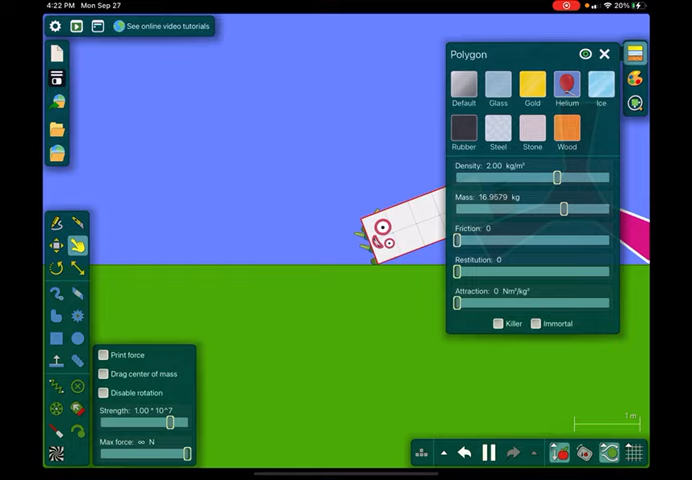 4:22 PM Mon Sep 27
20%
See online video tutorials
Polygon
Default
Glass
Gold
Helium
Ice
Rubber
Steel
Stone
Wood
Density: 2.00 kg/m²
Mass: 16.9579 kg
Friction: 0
Restitution: 0
Attraction: 0 Nm²/kg²
Killer
Immortal
Print force
Drag center of mass
Disable rotation
Strength: 1.00 * 10^7
Max force: ∞ N
1 m